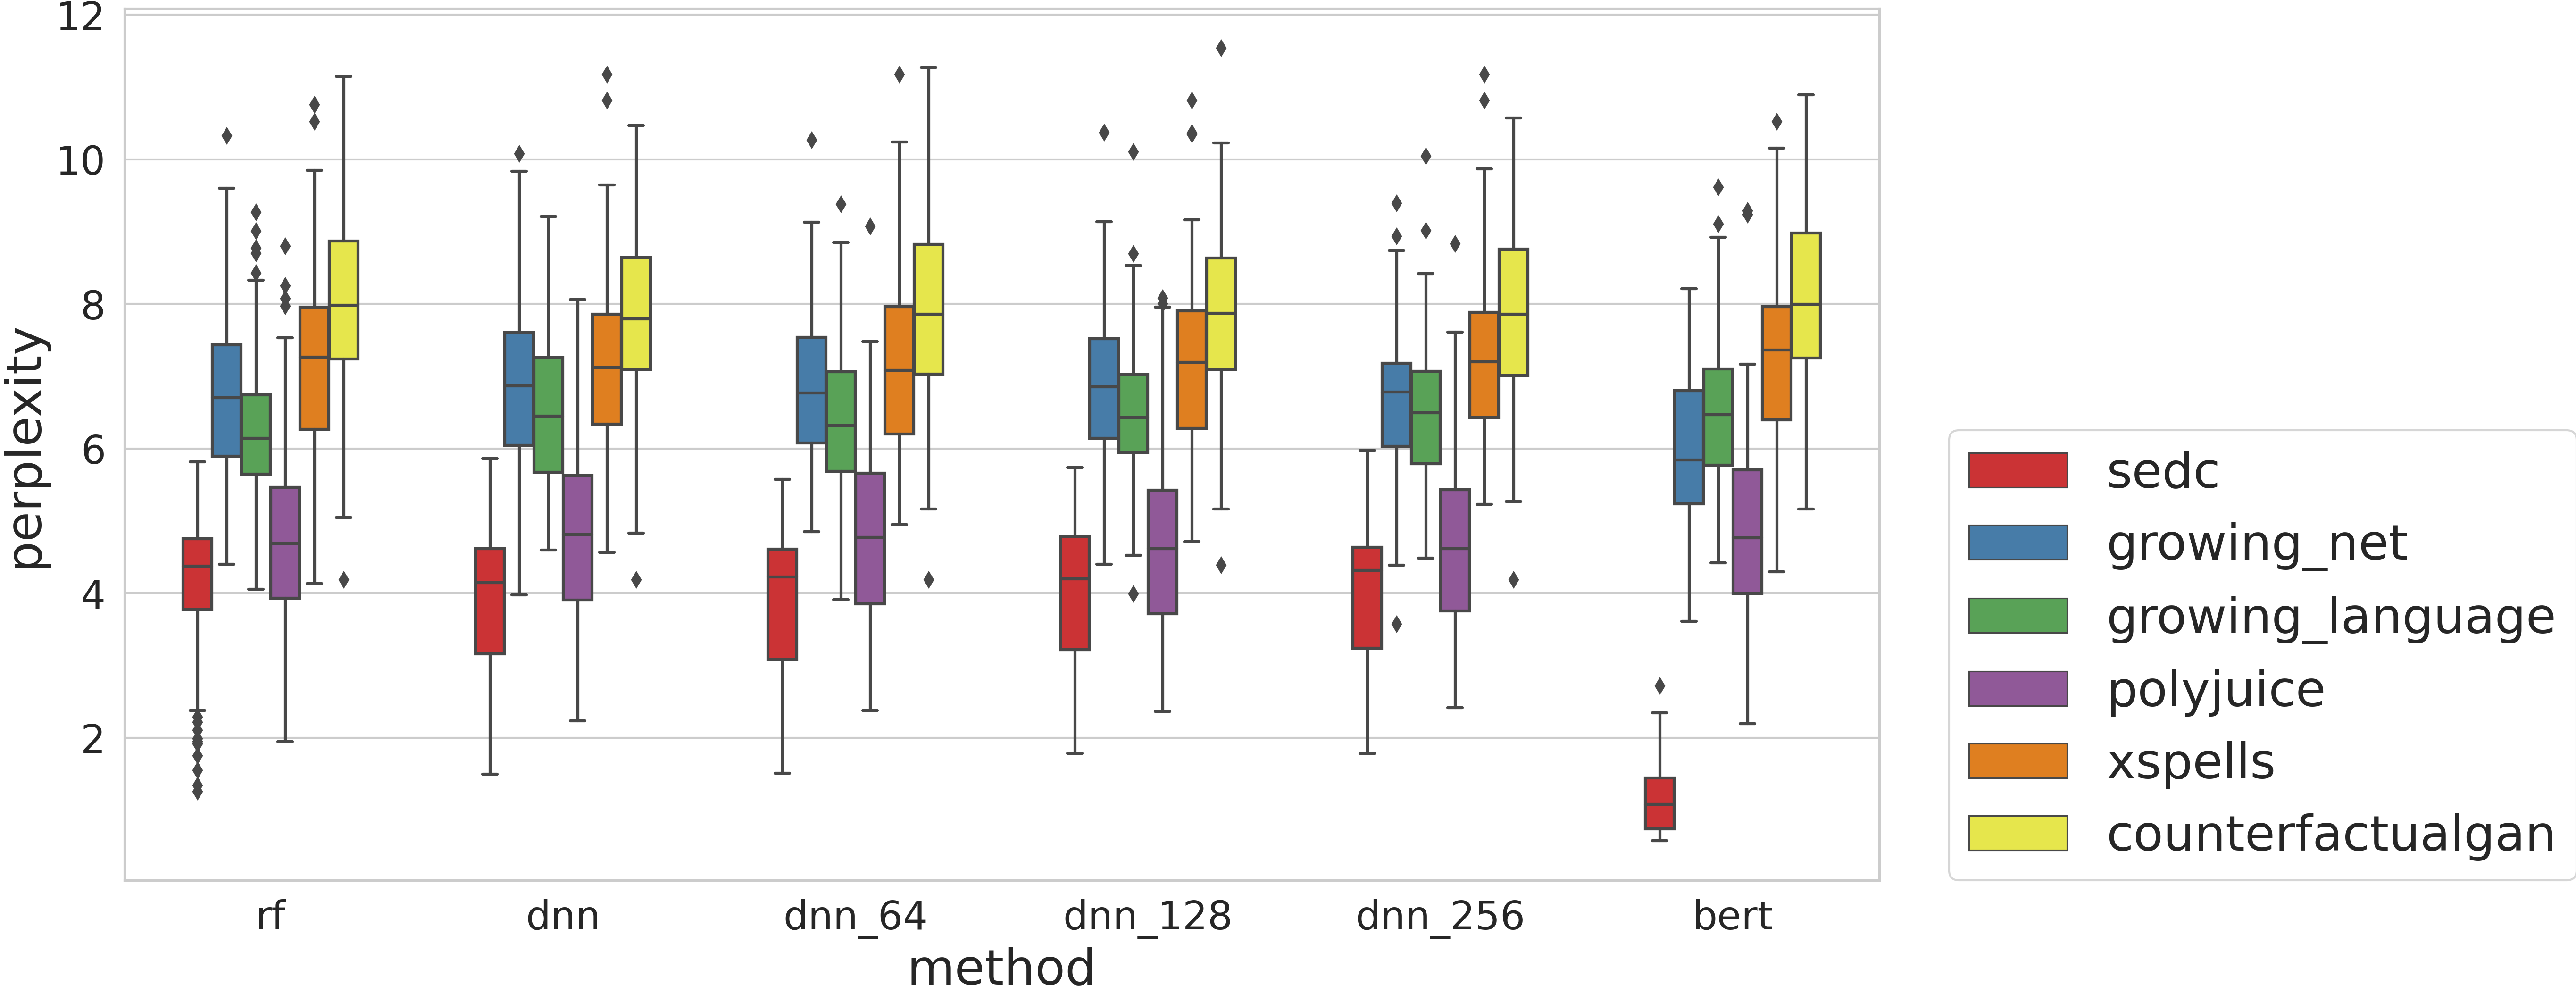 12
10
8
6
4
2
perplexity
rf
dnn
dnn_64
dnn_128
dnn_256
bert
method
sedc
growing_net
growing_language
polyjuice
xspells
counterfactualgan